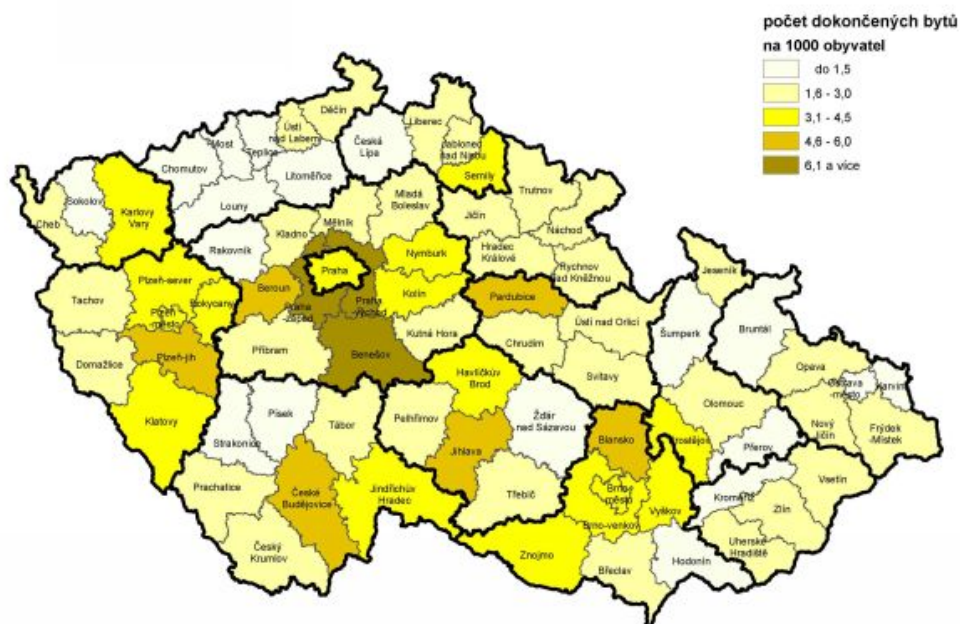 počet dokončených bytů
na 1000 obyvatel
do 1,5
1,6 - 3,0
3,1 - 4,5
4,6 - 6,0
6,1 a více
Děčín
Ústí
nad Labem
Liberec
Most
Teplice
Česká
Lípa
Jablonec
nad Nisou
Chomutov
Litoměřice
Semily
Sokolov
Karlovy
Vary
Louny
Mladá
Boleslav
Trutnov
Cheb
Mělník
Jičín
Kladno
Náchod
Rakovník
Nymburk
Hradec
Králové
Praha
Rychnov
nad Kněžnou
Jeseník
Plzeň-sever
Tachov
Rokycany
Beroun
Kolín
Pardubice
Plzeň
-město
Praha
-západ
Praha
-východ
Ústí nad Orlicí
Šumperk
Bruntál
Kutná Hora
Chrudim
Plzeň-jih
Domažlice
Příbram
Benešov
Opava
Svitavy
Havlíčkův
Brod
Ostrava
-město
Karviná
Klatovy
Písek
Olomouc
Pelhřimov
Žďár
nad Sázavou
Tábor
Nový
Jičín
Frýdek
-Místek
Strakonice
Blansko
Prostějov
Přerov
Jihlava
Vsetín
Prachatice
České
Budějovice
Jindřichův
Hradec
Třebíč
Brno-
město
Kroměříž
Vyškov
Zlín
Brno-venkov
Uherské
Hradiště
Český
Krumlov
Znojmo
Hodonín
Břeclav